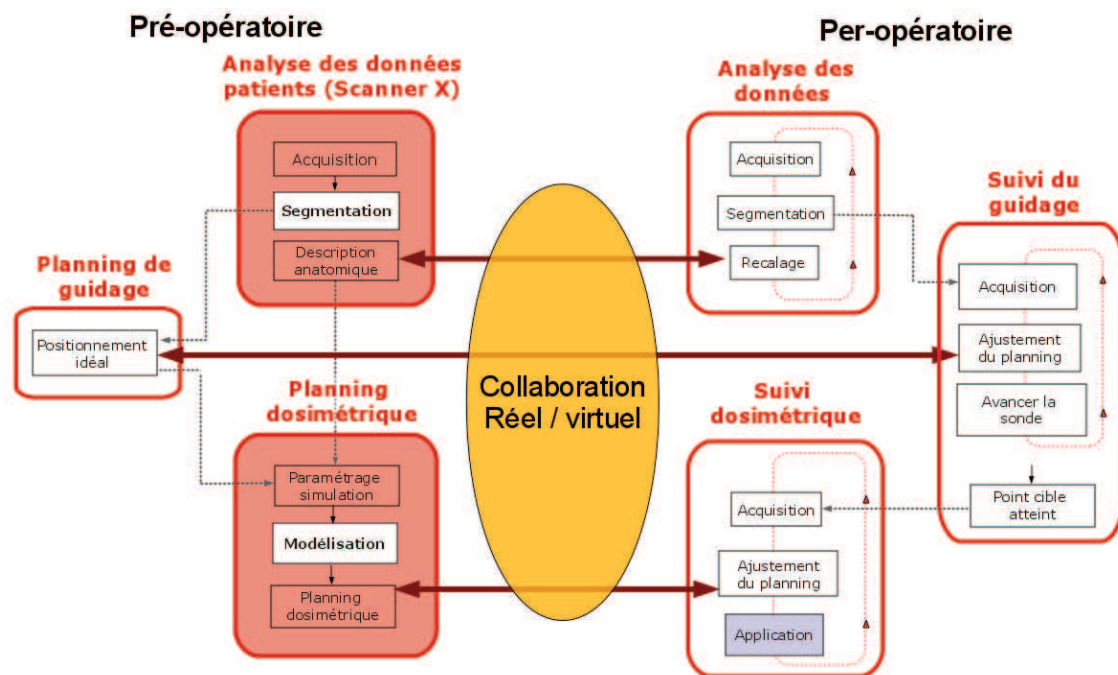 Pré-opératoire
Per-opératoire
Analyse des données
patients (Scanner X)
Acquisition
Segmentation
Description
anatomique
Planning de
guidage
Positionnement
idéal
Planning
dosimétrique
Paramétrage
simulation
Modélisation
Planning
dosimétrique
Collaboration
Réel / virtuel
Analyse des
données
Acquisition
Segmentation
Recalage
Suivi du
guidage
Acquisition
Ajustement
du planning
Avancer la
sonde
Point cible
atteint
Suivi
dosimétrique
Acquisition
Ajustement
du planning
Application